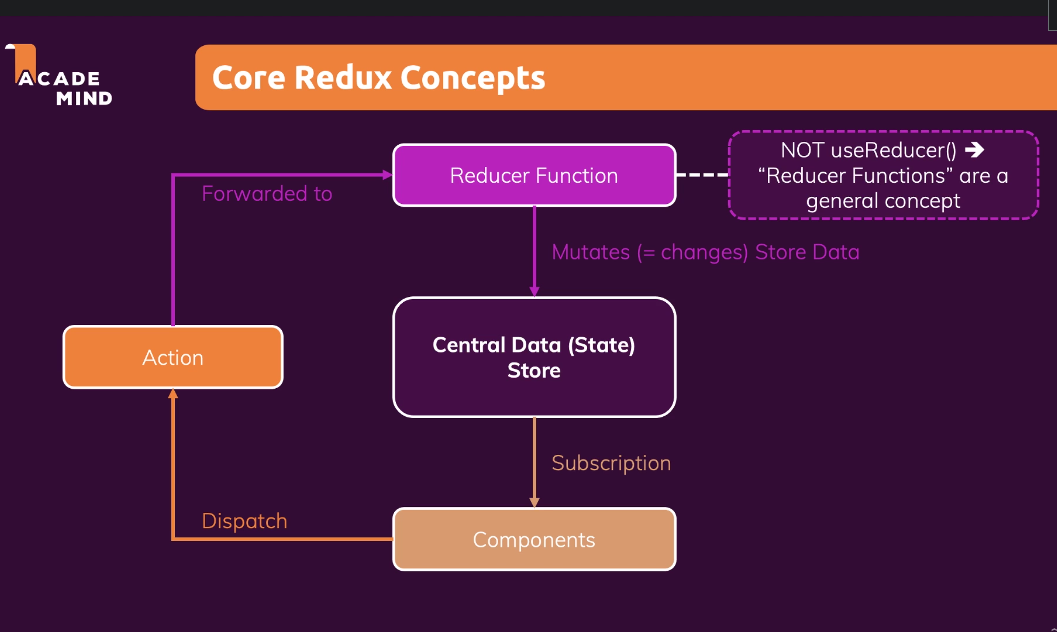 ACADE
MIND
Core Redux Concepts
NOT useReducer() ➔
“Reducer Functions” are a
general concept
Reducer Function
Forwarded to
Mutates (= changes) Store Data
Central Data (State)
Store
Action
Subscription
Dispatch
Components